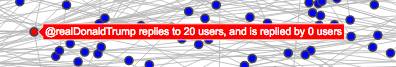 @realDonaldTrump replies to 20 users, and is replied by 0 users